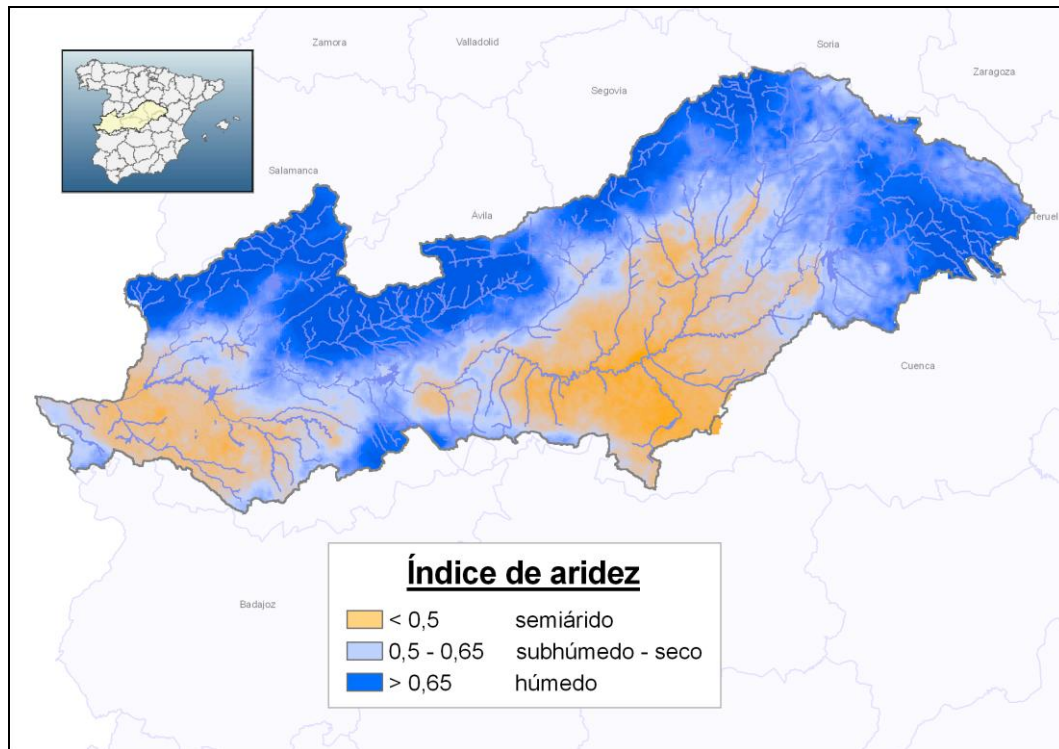 Zamora
Valladolid
Soria
Zaragoza
Segovia
Salamanca
Ávila
Teruel
Cuenca
Badajoz
Índice de aridez
< 0,5 semiárido
0,5 - 0,65 subhúmedo - seco
> 0,65 húmedo